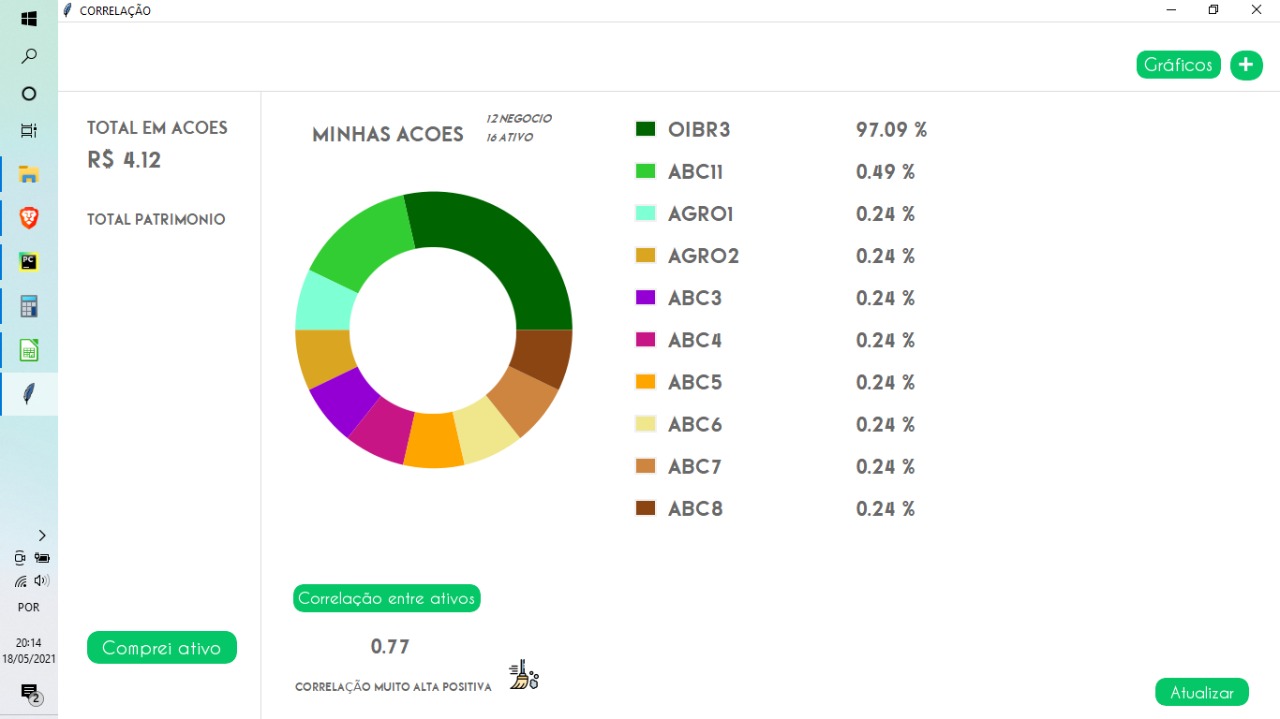 CORRELAÇÃO
Gráficos
+
TOTAL EM ACOES
R$ 4.12
TOTAL PATRIMONIO
MINHAS ACOES
12 NEGOCIO
16 ATIVO
OIBR3 97.09 %
ABC11 0.49 %
AGRO1 0.24 %
AGRO2 0.24 %
ABC3 0.24 %
ABC4 0.24 %
ABC5 0.24 %
ABC6 0.24 %
ABC7 0.24 %
ABC8 0.24 %
Correlação entre ativos
0.77
CORRELAÇÃO MUITO ALTA POSITIVA
Comprei ativo
Atualizar
PC
POR
20:14
18/05/2021
2